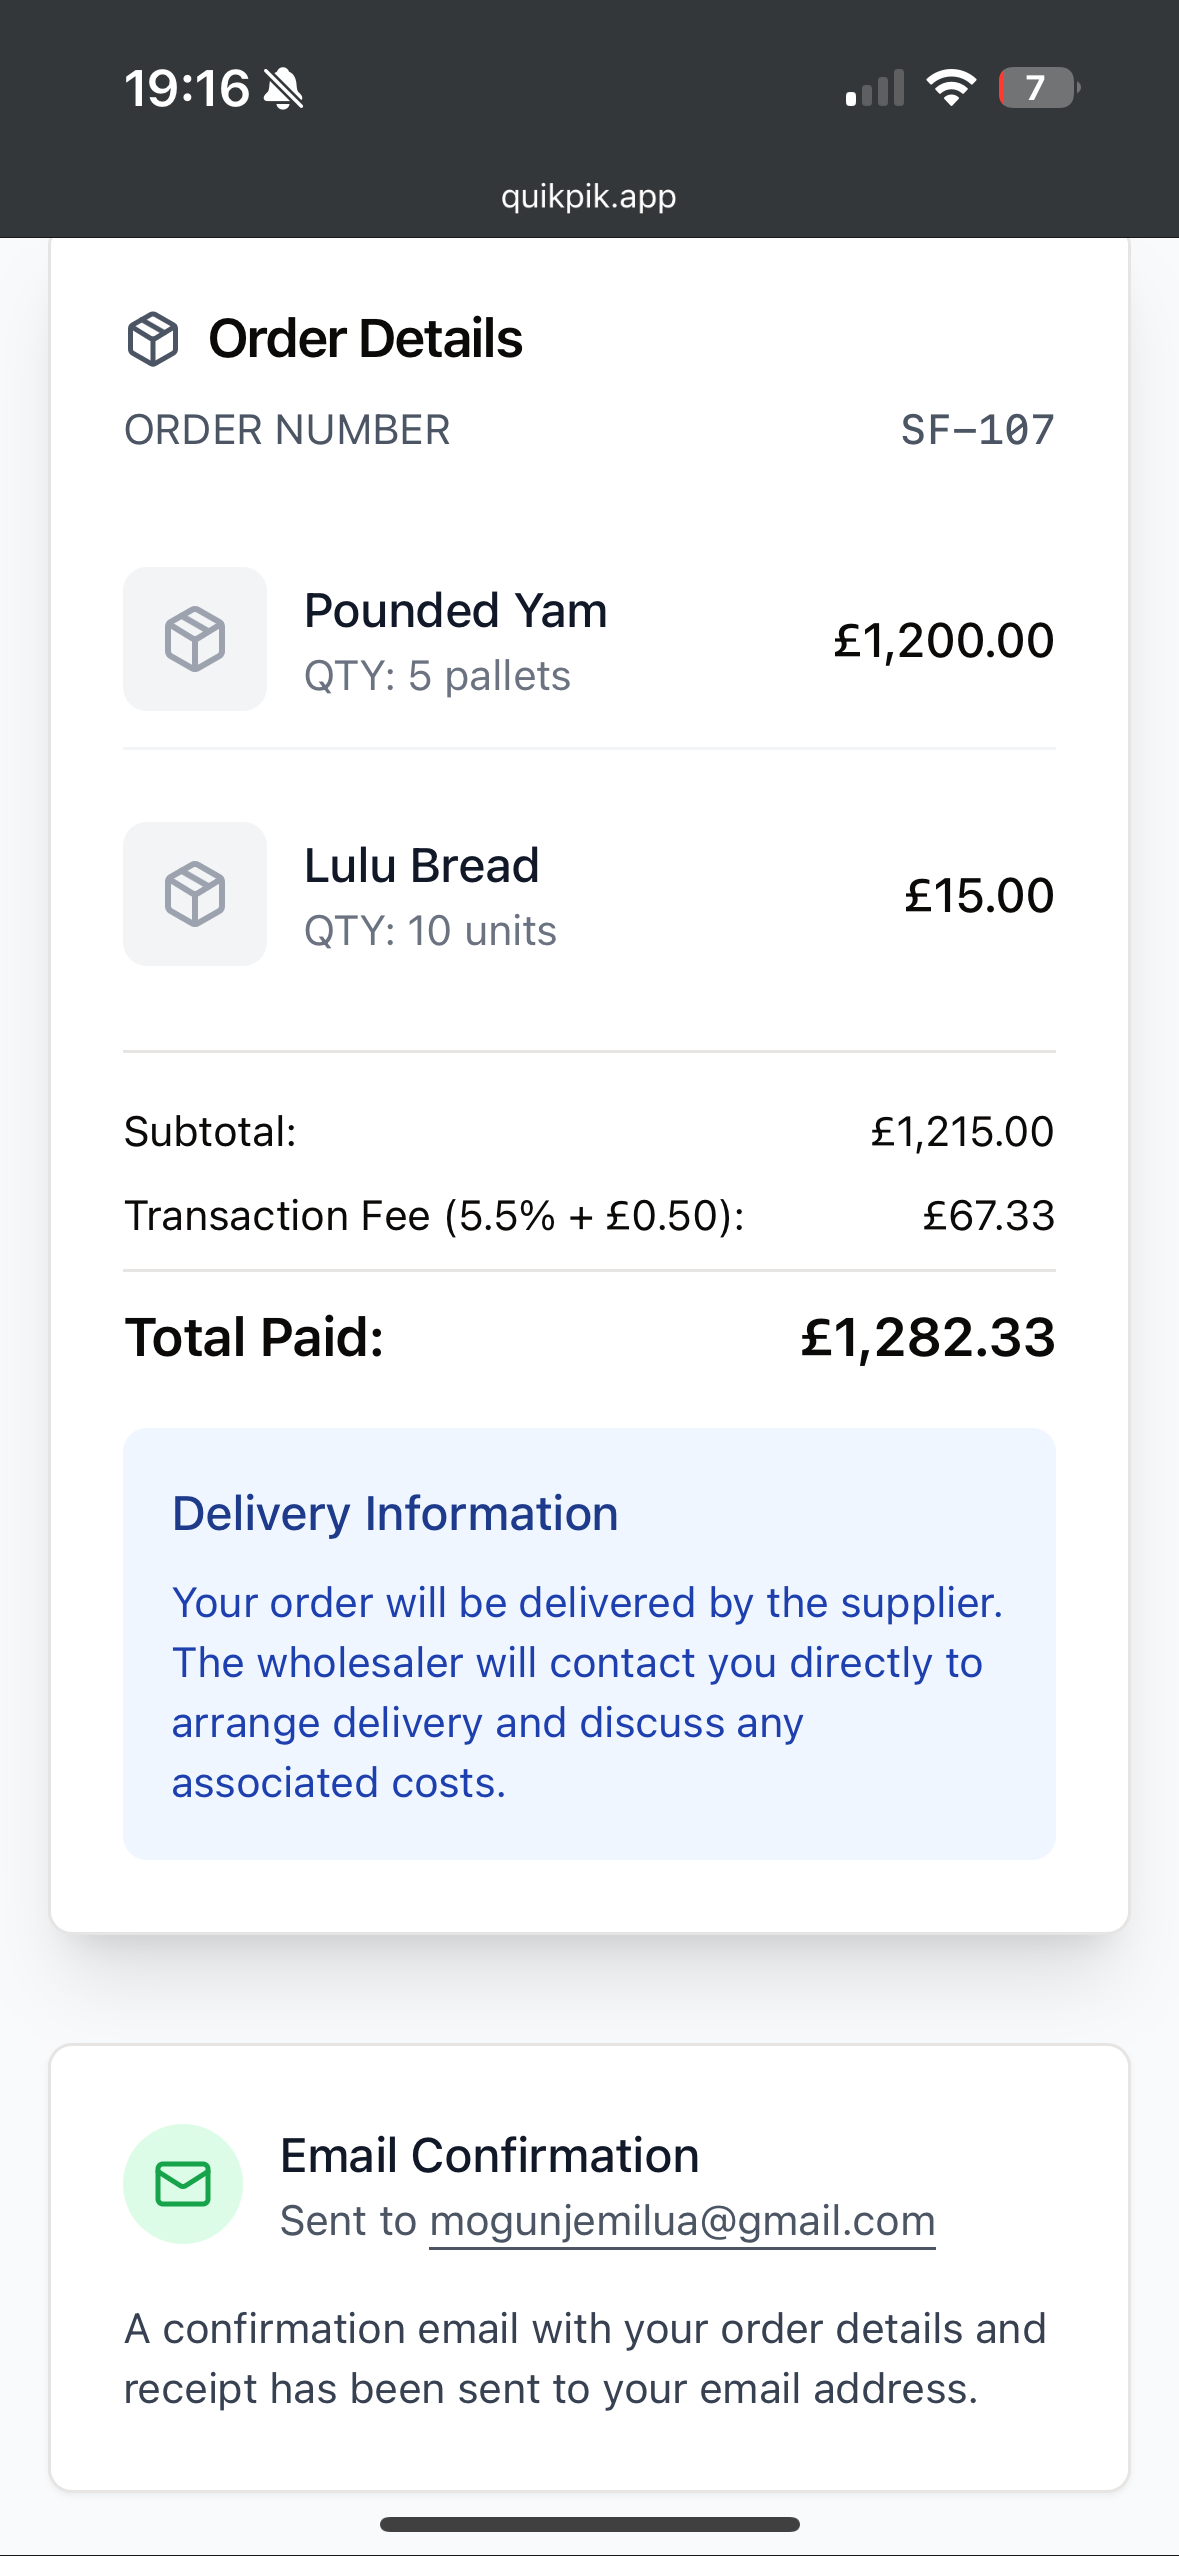 19:16
7
quikpik.app
Order Details
ORDER NUMBER SF-107
Pounded Yam
QTY: 5 pallets
£1,200.00
Lulu Bread
QTY: 10 units
£15.00
Subtotal: £1,215.00
Transaction Fee (5.5% + £0.50): £67.33
Total Paid: £1,282.33
Delivery Information
Your order will be delivered by the supplier.
The wholesaler will contact you directly to
arrange delivery and discuss any
associated costs.
Email Confirmation
Sent to mogunjemilua@gmail.com
A confirmation email with your order details and
receipt has been sent to your email address.